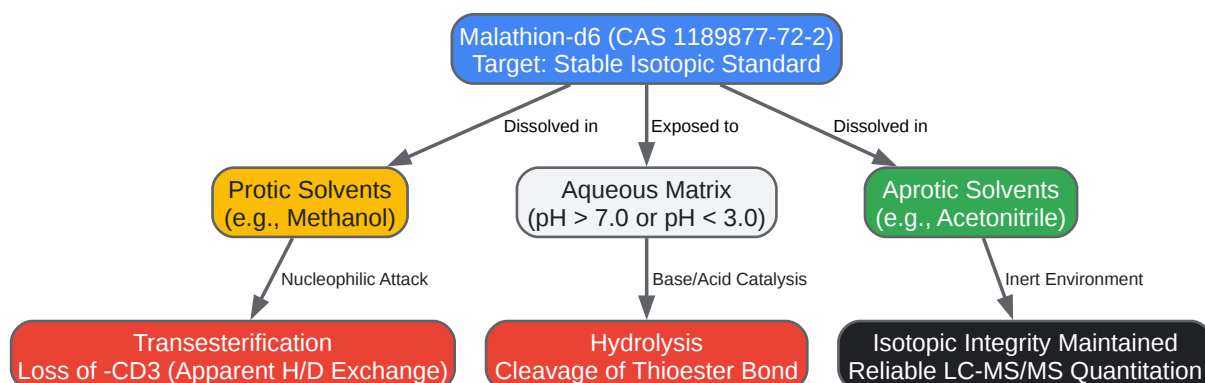 Malathion-d6 (CAS 1189877-72-2)
Target: Stable Isotopic Standard
Dissolved in
Exposed to
Dissolved in
Protic Solvents
(e.g., Methanol)
Aqueous Matrix
(pH > 7.0 or pH < 3.0)
Aprotic Solvents
(e.g., Acetonitrile)
Nucleophilic Attack
Base/Acid Catalysis
Inert Environment
Transesterification
Loss of -CD3 (Apparent H/D Exchange)
Hydrolysis
Cleavage of Thioester Bond
Isotopic Integrity Maintained
Reliable LC-MS/MS Quantitation